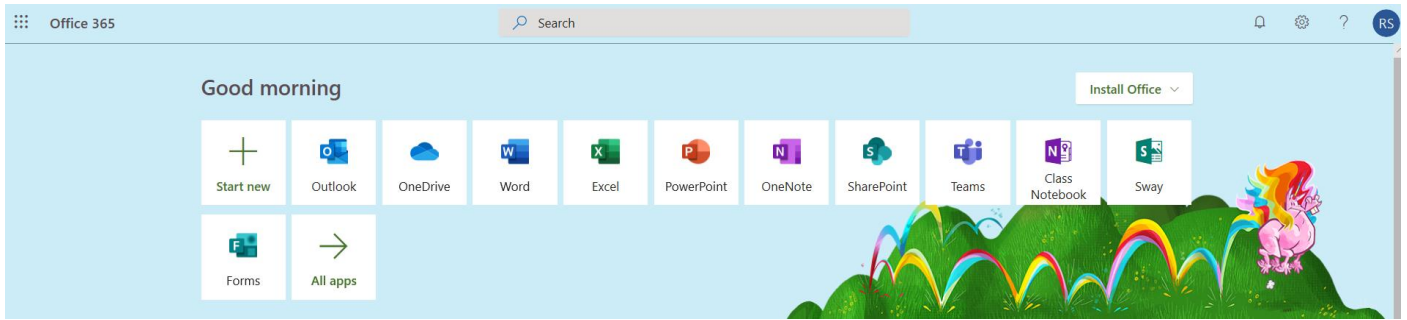 Office 365
Search
RS
Good morning
Install Office
Start new
Outlook
OneDrive
Word
Excel
PowerPoint
OneNote
SharePoint
Teams
Class
Notebook
Sway
Forms
All apps